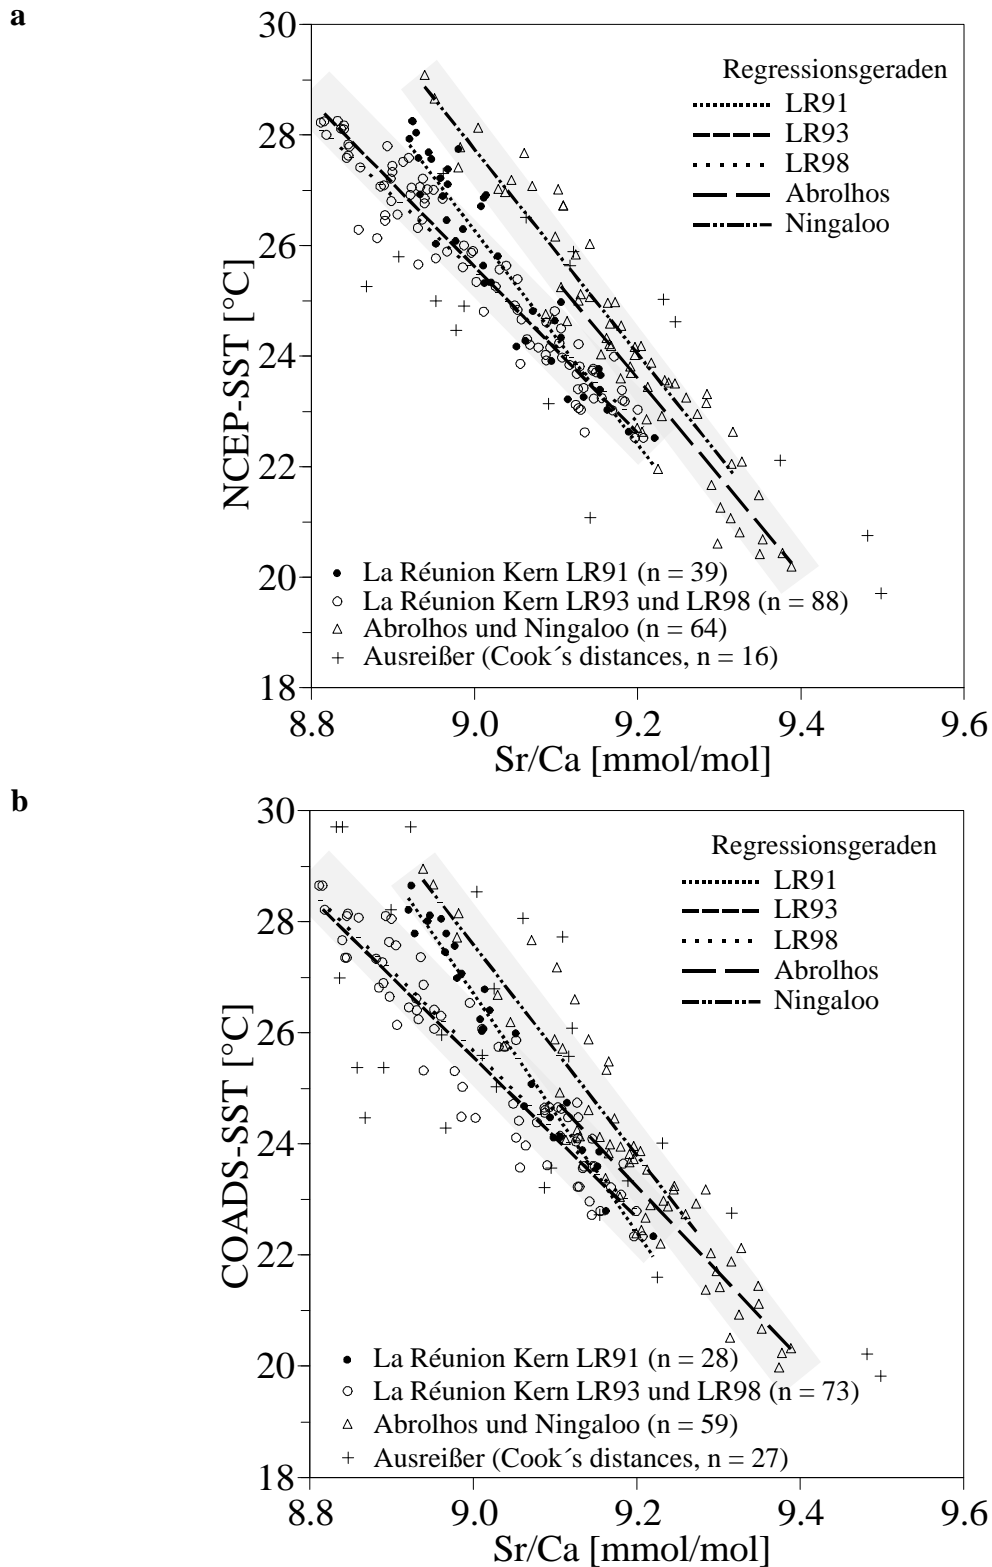 a
30
28
26
24
22
20
18
NCEP-SST [°C]
Regressionsgeraden
LR91
LR93
LR98
Abrolhos
Ningaloo
La Réunion Kern LR91 (n = 39)
La Réunion Kern LR93 und LR98 (n = 88)
Abrolhos und Ningaloo (n = 64)
Ausreißer (Cook´s distances, n = 16)
8.8 9.0 9.2 9.4 9.6
Sr/Ca [mmol/mol]
b
30
28
26
24
22
20
18
COADS-SST [°C]
Regressionsgeraden
LR91
LR93
LR98
Abrolhos
Ningaloo
La Réunion Kern LR91 (n = 28)
La Réunion Kern LR93 und LR98 (n = 73)
Abrolhos und Ningaloo (n = 59)
Ausreißer (Cook´s distances, n = 27)
8.8 9.0 9.2 9.4 9.6
Sr/Ca [mmol/mol]